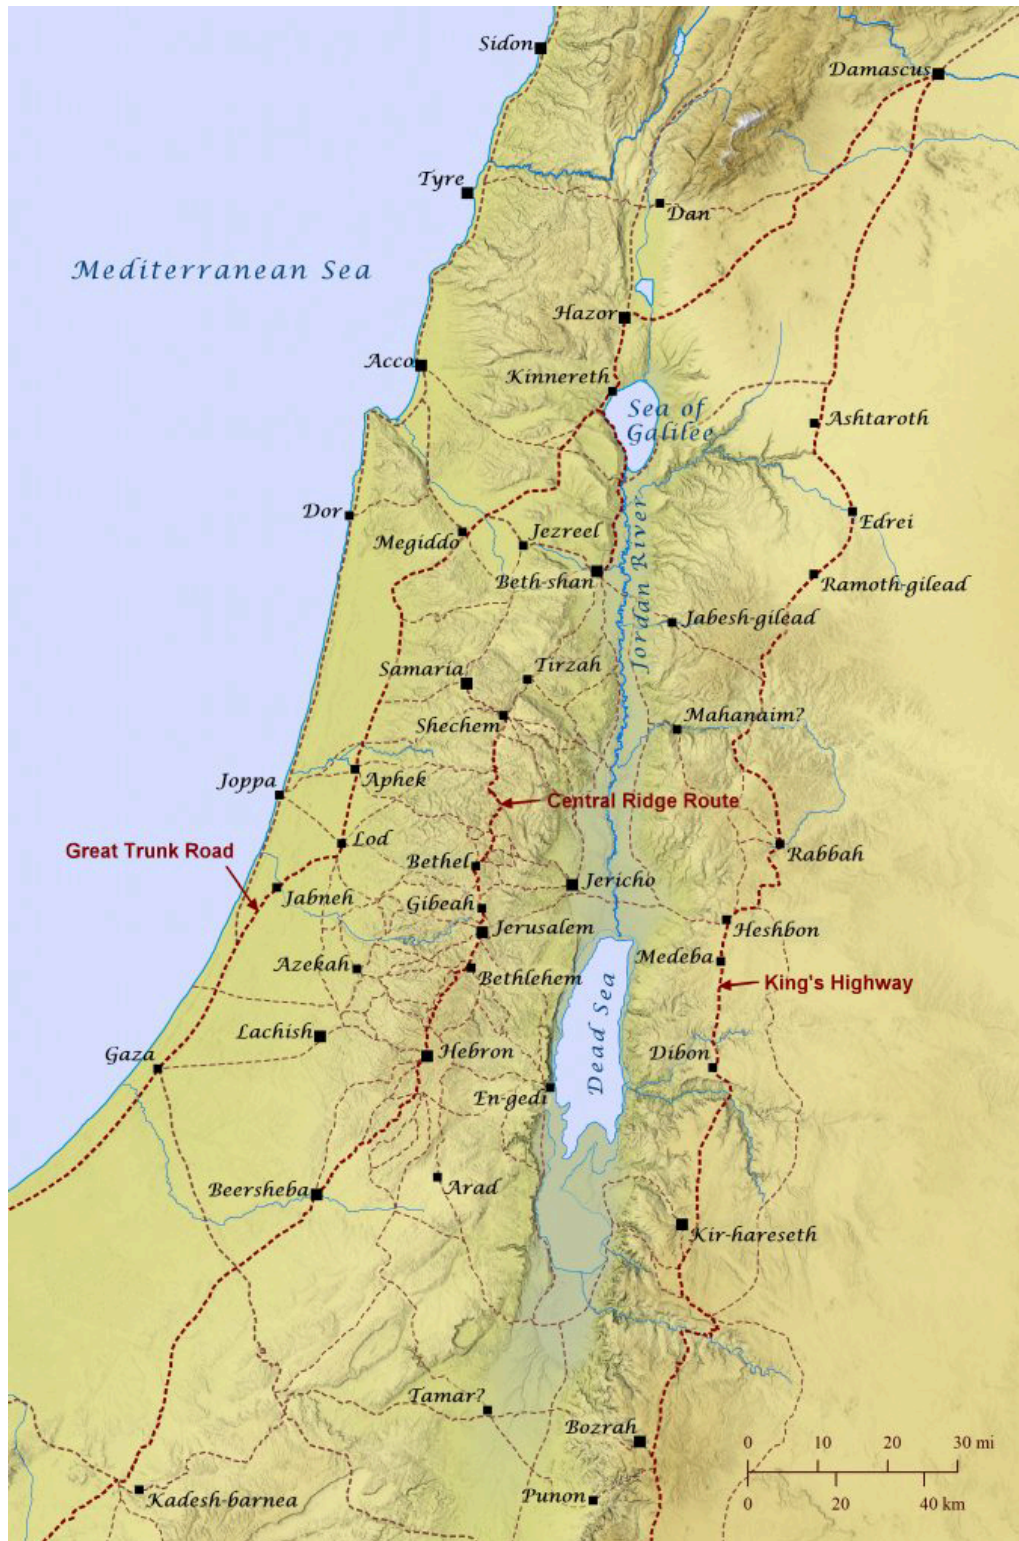 Sidon
Damascus
Tyre
Dan
Mediterranean Sea
Hazor
Acco
Kinnereth
Sea of
Galilee
Ashtaroth
Dor
Megiddo
Jezreel
Edrei
Beth-shan
Jordan River
Ramoth-gilead
Jabesh-gilead
Samaria
Tirzah
Shechem
Mahanaim?
Joppa
Aphek
Central Ridge Route
Great Trunk Road
Lod
Rabbah
Bethel
Jabneh
Jericho
Gibeah
Jerusalem
Heshbon
Azekah
Bethlehem
Medeba
King's Highway
Lachish
Dead Sea
Gaza
Hebron
Dibon
En-gedi
Beersheba
Arad
Kir-hareseth
Tamar?
Bozrah
0 10 20 30 mi
Kadesh-barnea
Punon
0 20 40 km